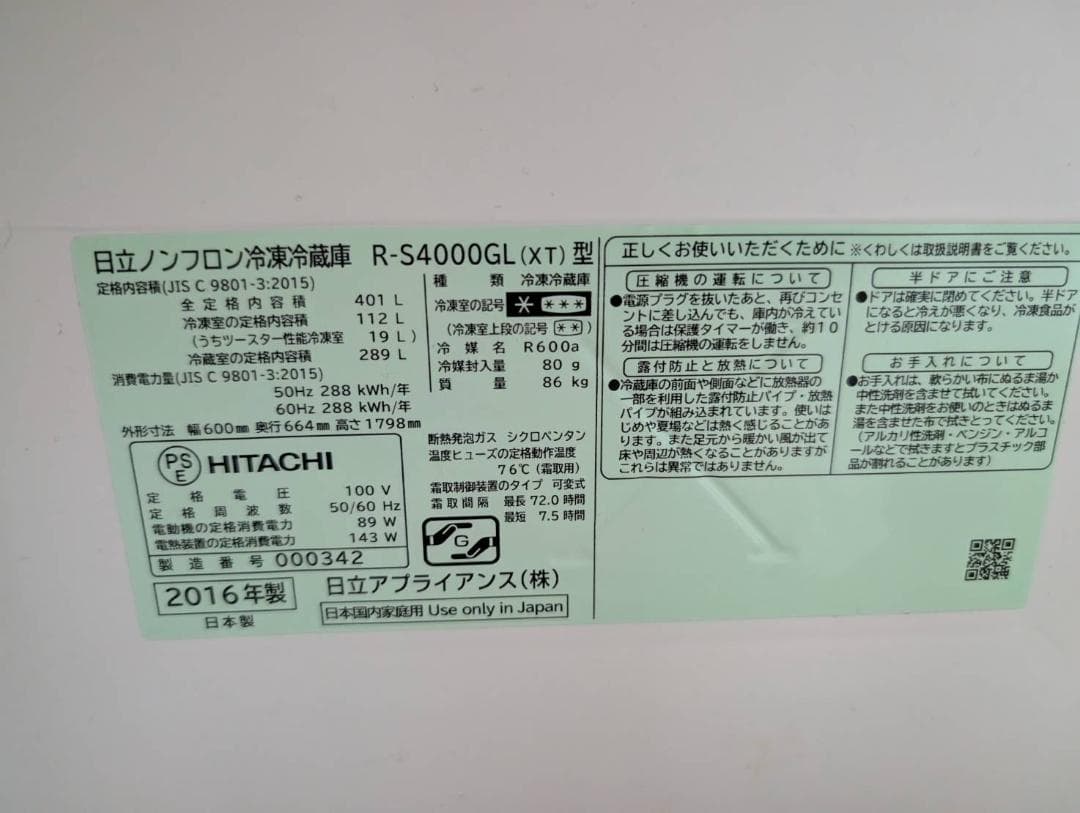 日立ノンフロン冷凍冷蔵庫 R-S4000GL(XT)型
定格内容積(JIS C 9801-3:2015)
全定格内容積 401 L
冷凍室の定格内容積 112 L
(うちツースター性能冷凍室 19 L)
冷蔵室の定格内容積 289 L
消費電力量(JIS C 9801-3:2015)
50Hz 288 kWh/年
60Hz 288 kWh/年
外形寸法 幅600mm 奥行664mm 高さ1798mm
種類 冷凍冷蔵庫
冷凍室の記号 * ***
(冷凍室上段の記号 **)
冷媒名 R600a
冷媒封入量 80 g
質量 86 kg
PS
E
HITACHI
定格電圧 100 V
定格周波数 50/60 Hz
電動機の定格消費電力 89 W
電熱装置の定格消費電力 143 W
製造番号 000342
2016年製
日本製
断熱発泡ガス シクロペンタン
温度ヒューズの定格動作温度
76℃(霜取用)
霜取制御装置のタイプ 可変式
霜取間隔 最長 72.0 時間
最短 7.5 時間
G
日立アプライアンス(株)
日本国内家庭用 Use only in Japan
正しくお使いいただくために ※くわしくは取扱説明書をご覧ください。
圧縮機の運転について
●電源プラグを抜いたあと、再びコンセ
ントに差し込んでも、庫内が冷えてい
る場合は保護タイマーが働き、約10
分間は圧縮機の運転をしません。
露付防止と放熱について
●冷蔵庫の前面や側面などに放熱器の
一部を利用した露付防止パイプ・放熱
パイプが組み込まれています。使いは
じめや夏場などは熱く感じることがあ
ります。また足元から暖かい風が出て
床や周辺が熱くなることがありますが
これらは異常ではありません。
半ドアにご注意
●ドアは確実に閉めてください。半ドア
になると冷えが悪くなり、冷凍食品が
とける原因になります。
お手入れについて
●お手入れは、軟らかい布にぬるま湯か
中性洗剤を含ませて拭いてください。
また中性洗剤をお使いのときはぬるま
湯を含ませた布で拭きとってください。
(アルカリ性洗剤・ベンジン・アルコ
ールなどで拭きますとプラスチック部
品が割れることがあります)